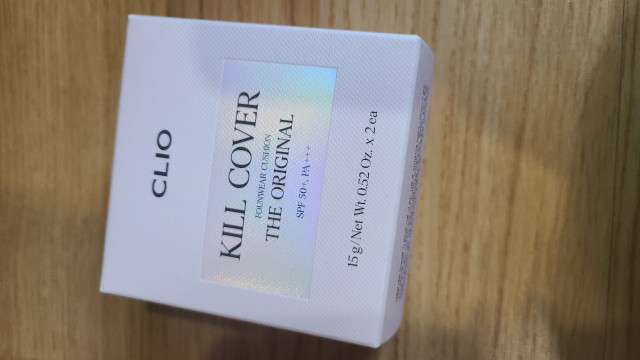 CLIO
KILL COVER
FOUNWEAR CUSHION
THE ORIGINAL
SPF 50+, PA+++
15 g / Net Wt. 0.52 Oz. x 2 ea